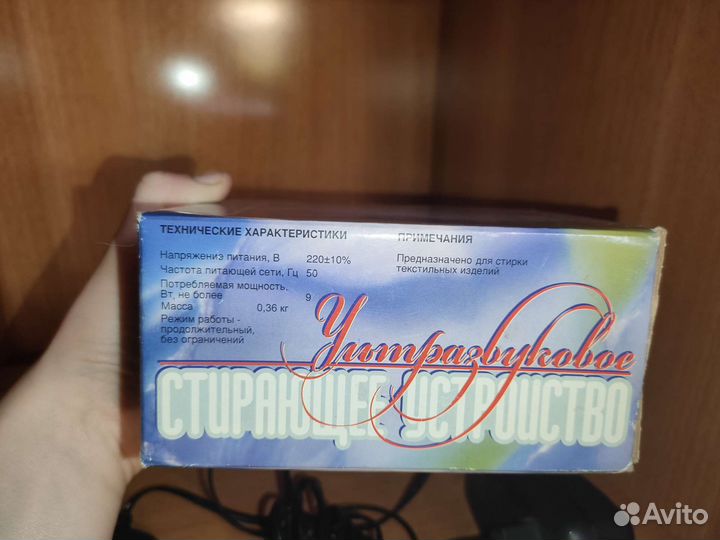 ТЕХНИЧЕСКИЕ ХАРАКТЕРИСТИКИ
Напряжениз питания, В 220±10%
Частота питающей сети, Гц 50
Потребляемая мощность,
Вт, не более 9
Масса 0,36 кг
Режим работы -
продолжительный,
без ограничений
ПРИМЕЧАНИЯ
Предназначено для стирки
текстильных изделий
Ультразвуковое
СТИРАЮЩЕЕ УСТРОЙСТВО
Avito